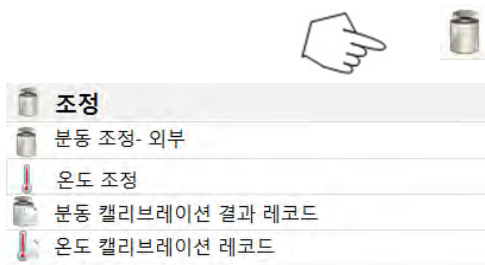 조정
분동 조정- 외부
온도 조정
분동 캘리브레이션 결과 레코드
온도 캘리브레이션 레코드